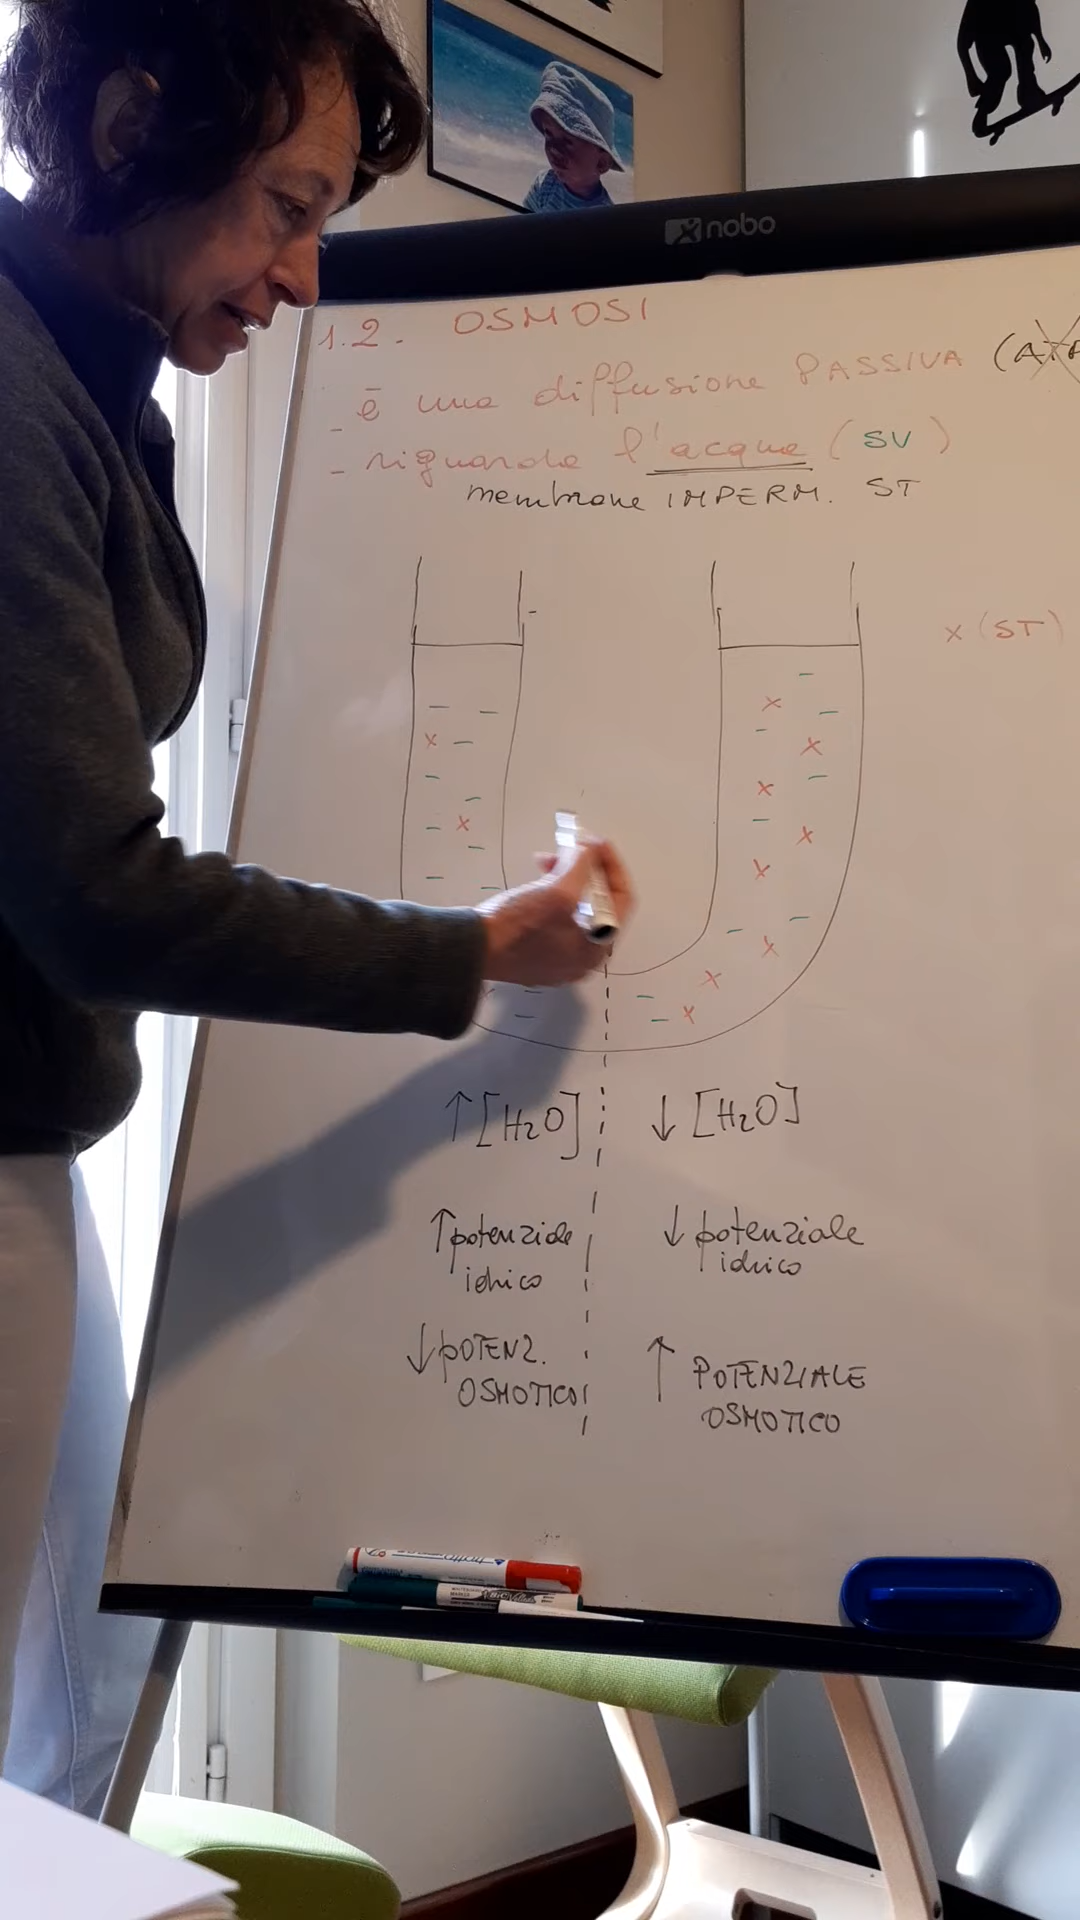 nobo
1.2. OSMOSI
- è una diffusione PASSIVA (ATP
- riguarda l'acqua (SV)
membrana IMPERM. ST
x (ST)
↑[H₂O] ↓[H₂O]
↑potenziale ↓potenziale
idrico idrico
↓POTENZ. ↑POTENZIALE
OSMOTICO OSMOTICO